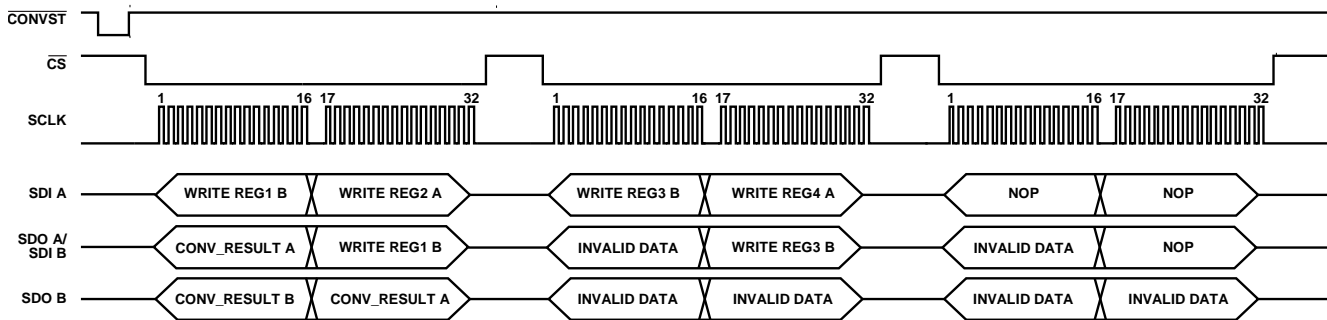 CONVST
CS
1 16 17 32 1 16 17 32 1 16 17 32
SCLK
SDI A WRITE REG1 B WRITE REG2 A WRITE REG3 B WRITE REG4 A NOP NOP
SDO A/
SDI B CONV_RESULT A WRITE REG1 B INVALID DATA WRITE REG3 B INVALID DATA NOP
SDO B CONV_RESULT B CONV_RESULT A INVALID DATA INVALID DATA INVALID DATA INVALID DATA